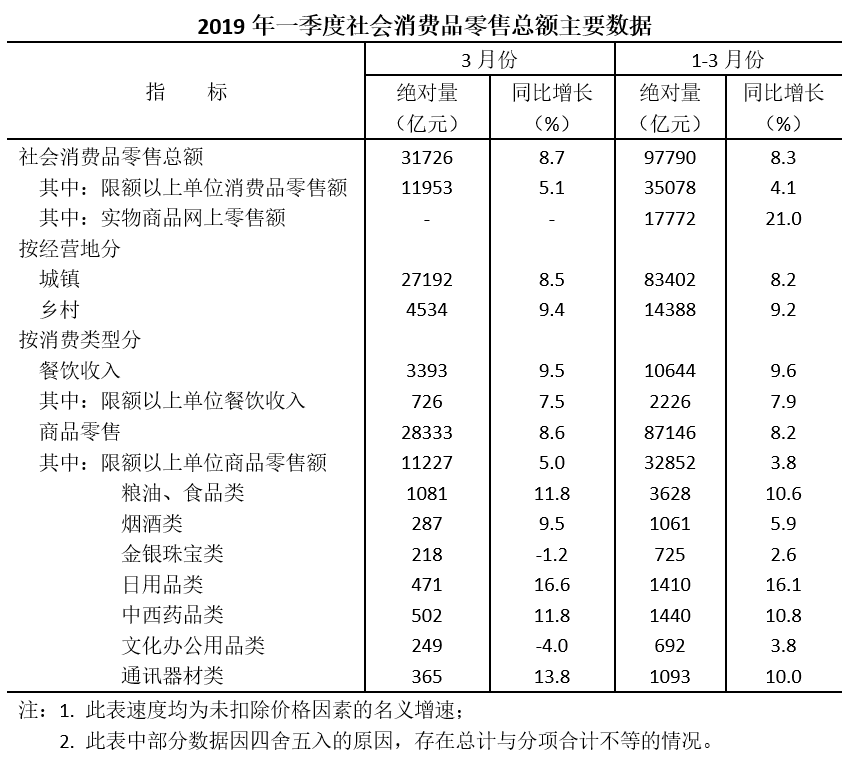 2019 年一季度社会消费品零售总额主要数据
指 标 3 月份 1-3 月份
绝对量（亿元） 同比增长（%） 绝对量（亿元） 同比增长（%）
社会消费品零售总额 31726 8.7 97790 8.3
其中：限额以上单位消费品零售额 11953 5.1 35078 4.1
其中：实物商品网上零售额 - - 17772 21.0
按经营地分
城镇 27192 8.5 83402 8.2
乡村 4534 9.4 14388 9.2
按消费类型分
餐饮收入 3393 9.5 10644 9.6
其中：限额以上单位餐饮收入 726 7.5 2226 7.9
商品零售 28333 8.6 87146 8.2
其中：限额以上单位商品零售额 11227 5.0 32852 3.8
粮油、食品类 1081 11.8 3628 10.6
烟酒类 287 9.5 1061 5.9
金银珠宝类 218 -1.2 725 2.6
日用品类 471 16.6 1410 16.1
中西药品类 502 11.8 1440 10.8
文化办公用品类 249 -4.0 692 3.8
通讯器材类 365 13.8 1093 10.0
注：1. 此表速度均为未扣除价格因素的名义增速；
2. 此表中部分数据因四舍五入的原因，存在总计与分项合计不等的情况。